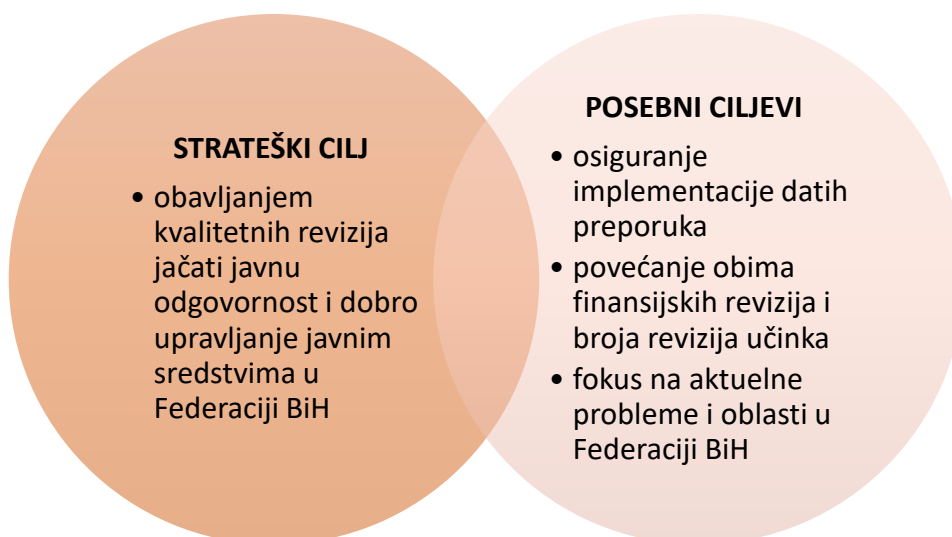 STRATEŠKI CILJ
• obavljanjem
kvalitetnih revizija
jačati javnu
odgovornost i dobro
upravljanje javnim
sredstvima u
Federaciji BiH
POSEBNI CILJEVI
• osiguranje
implementacije datih
preporuka
• povećanje obima
finansijskih revizija i
broja revizija učinka
• fokus na aktuelne
probleme i oblasti u
Federaciji BiH